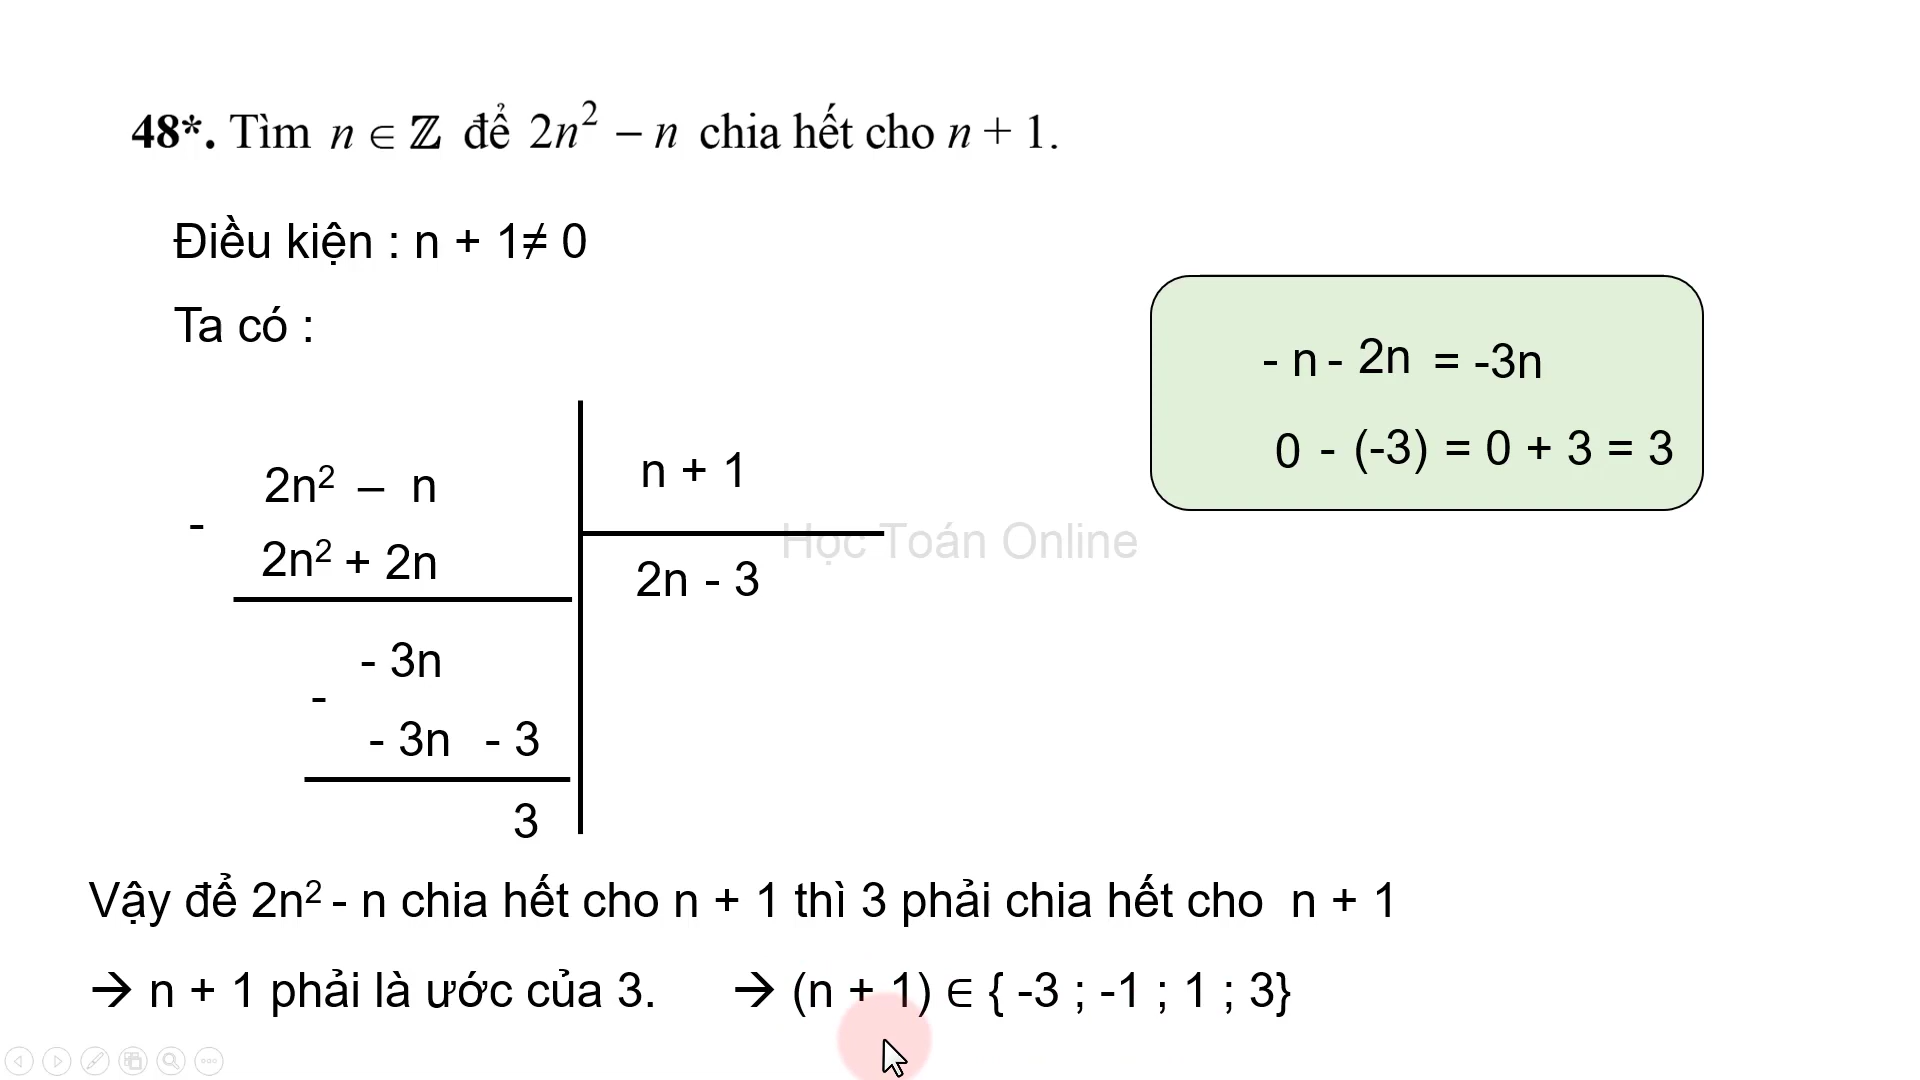 48*. Tìm n ∈ ℤ để 2n² – n chia hết cho n + 1.
Điều kiện : n + 1≠ 0
Ta có :
- n - 2n = -3n
0 - (-3) = 0 + 3 = 3
2n² – n
n + 1
-
2n² + 2n
Học Toán Online
2n - 3
- 3n
-
- 3n - 3
3
Vậy để 2n² - n chia hết cho n + 1 thì 3 phải chia hết cho n + 1
→ n + 1 phải là ước của 3. → (n + 1) ∈ { -3 ; -1 ; 1 ; 3}